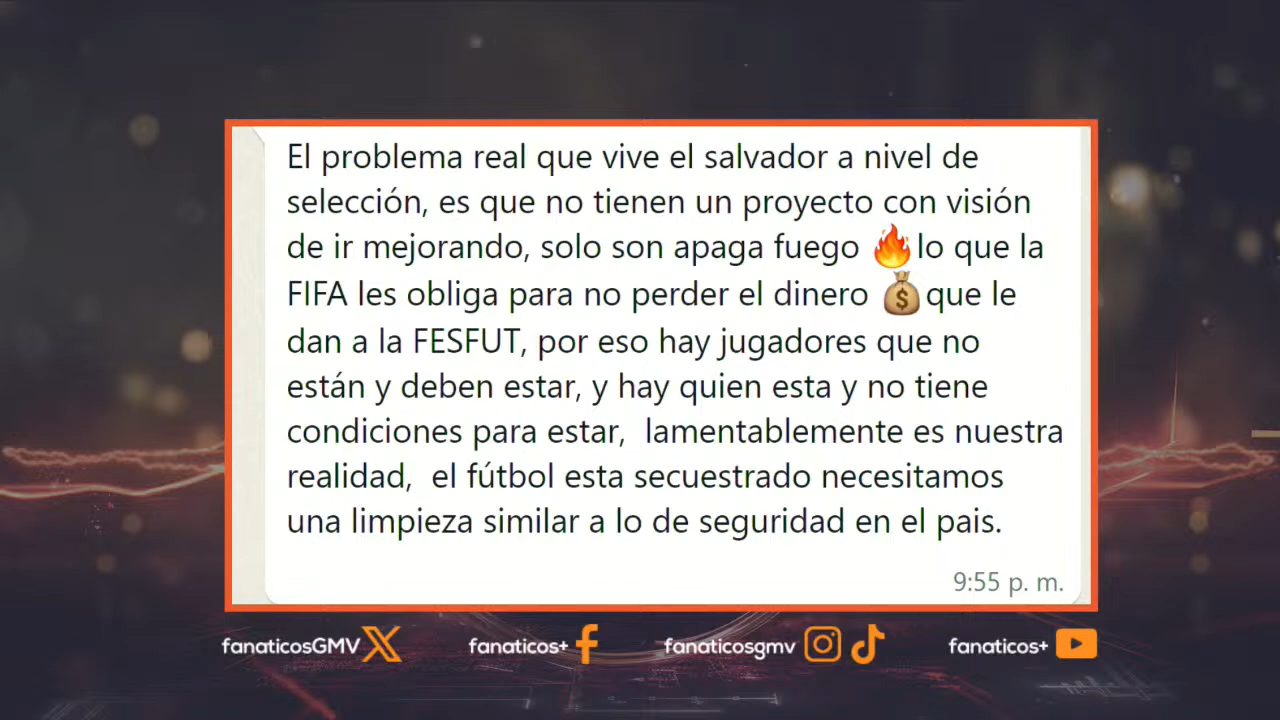 El problema real que vive el salvador a nivel de
selección, es que no tienen un proyecto con visión
de ir mejorando, solo son apaga fuego 🔥lo que la
FIFA les obliga para no perder el dinero 💰que le
dan a la FESFUT, por eso hay jugadores que no
están y deben estar, y hay quien esta y no tiene
condiciones para estar,  lamentablemente es nuestra
realidad,  el fútbol esta secuestrado necesitamos
una limpieza similar a lo de seguridad en el pais.
9:55 p. m.
fanaticosGMV fanaticos+ fanaticosgmv fanaticos+